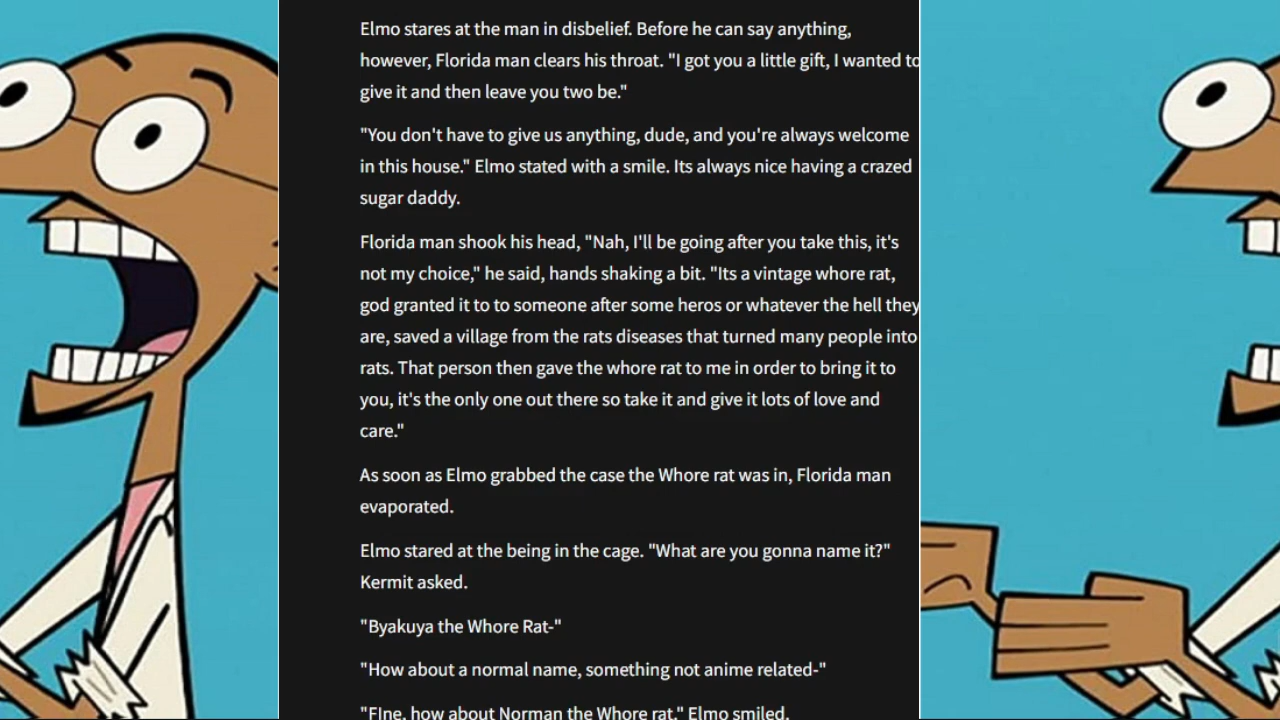 Elmo stares at the man in disbelief. Before he can say anything,
however, Florida man clears his throat. "I got you a little gift, I wanted to
give it and then leave you two be."
"You don't have to give us anything, dude, and you're always welcome
in this house." Elmo stated with a smile. Its always nice having a crazed
sugar daddy.
Florida man shook his head, "Nah, I'll be going after you take this, it's
not my choice," he said, hands shaking a bit. "Its a vintage whore rat,
god granted it to to someone after some heros or whatever the hell they
are, saved a village from the rats diseases that turned many people into
rats. That person then gave the whore rat to me in order to bring it to
you, it's the only one out there so take it and give it lots of love and
care."
As soon as Elmo grabbed the case the Whore rat was in, Florida man
evaporated.
Elmo stared at the being in the cage. "What are you gonna name it?"
Kermit asked.
"Byakuya the Whore Rat-"
"How about a normal name, something not anime related-"
"FIne, how about Norman the Whore rat." Elmo smiled.